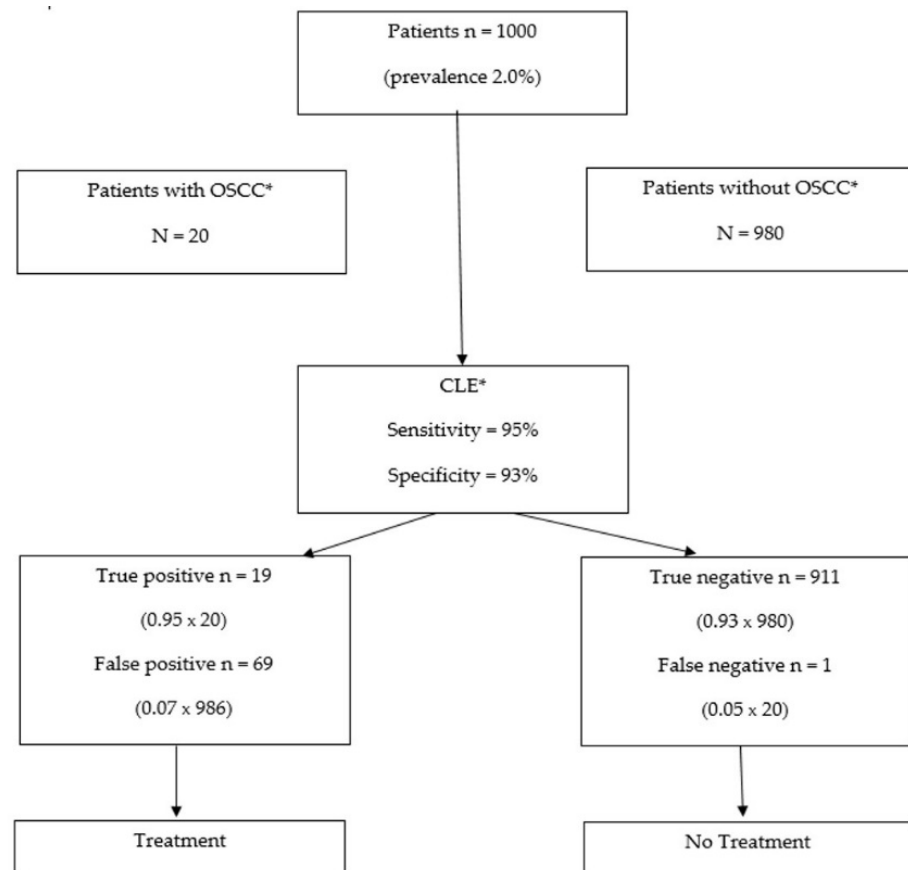 Patients n = 1000
(prevalence 2.0%)
Patients with OSCC*
N = 20
Patients without OSCC*
N = 980
CLE*
Sensitivity = 95%
Specificity = 93%
True positive n = 19
(0.95 x 20)
False positive n = 69
(0.07 x 986)
True negative n = 911
(0.93 x 980)
False negative n = 1
(0.05 x 20)
Treatment
No Treatment